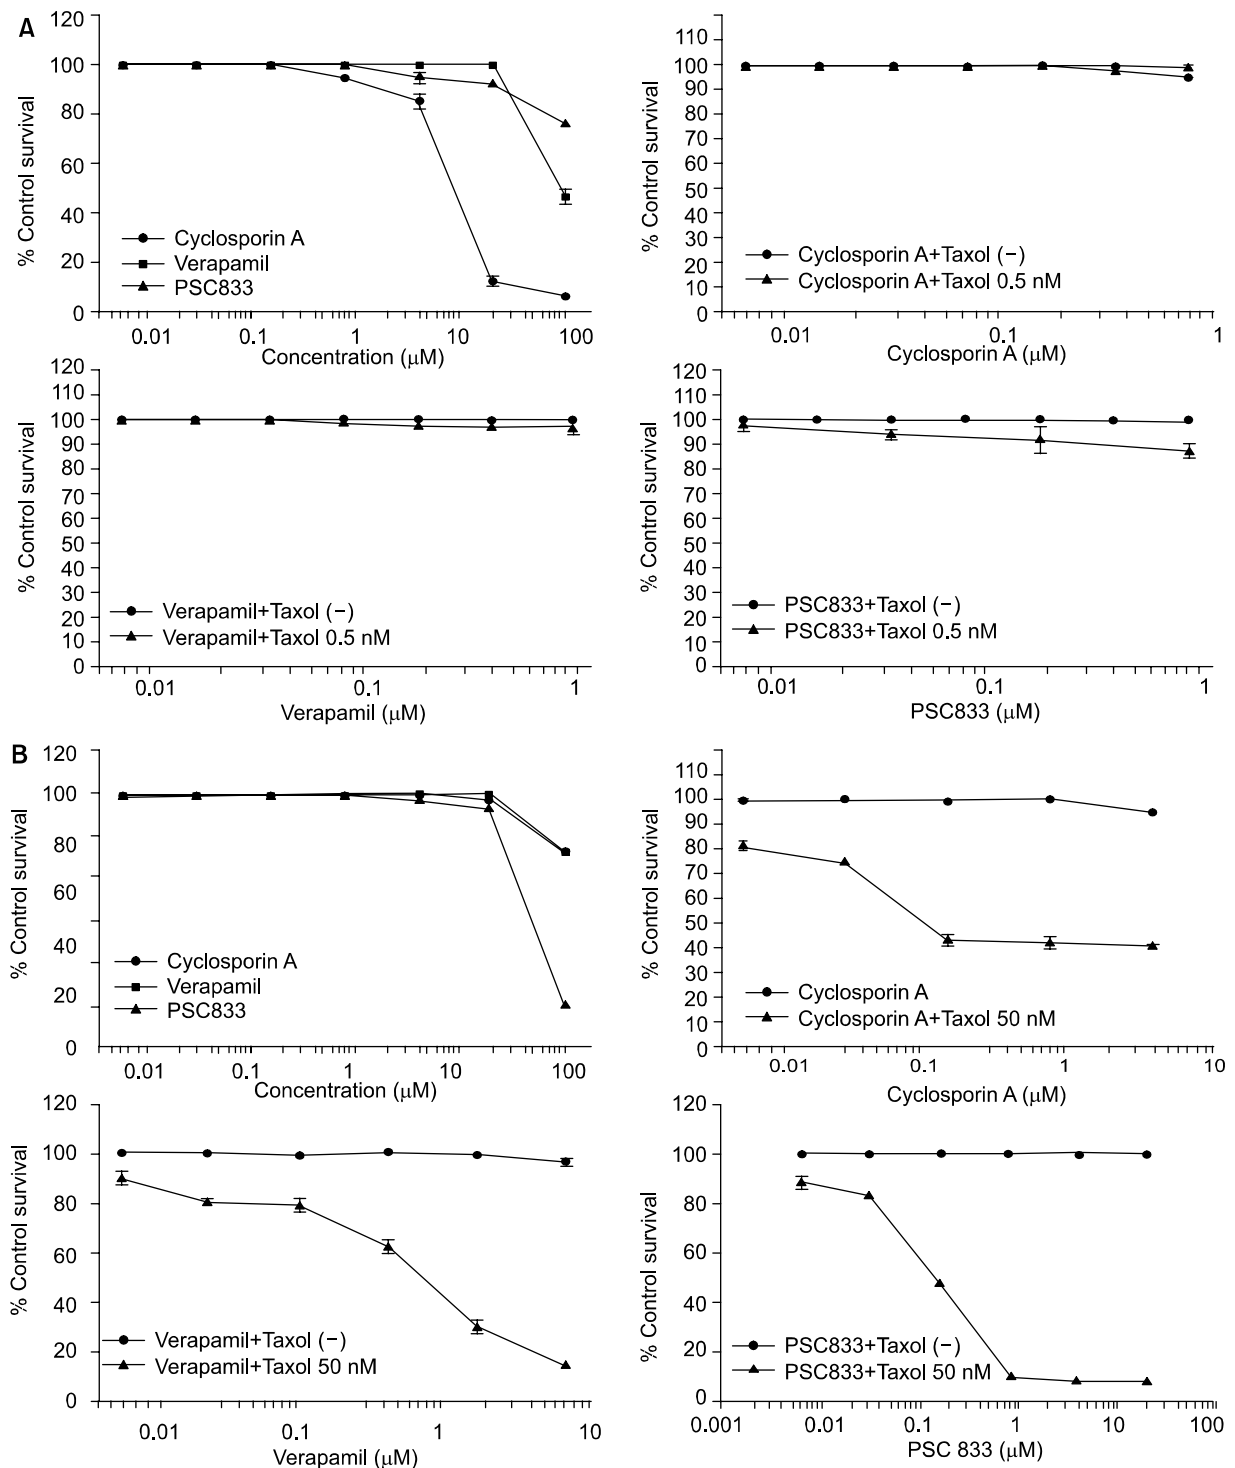 A
120
100
80
60
40
20
0
% Control survival
Cyclosporin A
Verapamil
PSC833
0.01 0.1 1 10 100
Concentration (μM)
110
100
90
80
70
60
50
40
30
20
10
0
% Control survival
Cyclosporin A+Taxol (−)
Cyclosporin A+Taxol 0.5 nM
0.01 0.1 1
Cyclosporin A (μM)
120
110
100
90
80
70
60
50
40
30
20
10
0
% Control survival
Verapamil+Taxol (−)
Verapamil+Taxol 0.5 nM
0.01 0.1 1
Verapamil (μM)
120
110
100
90
80
70
60
50
40
30
20
10
0
% Control survival
PSC833+Taxol (−)
PSC833+Taxol 0.5 nM
0.01 0.1 1
PSC833 (μM)
B
120
100
80
60
40
20
0
% Control survival
Cyclosporin A
Verapamil
PSC833
0.01 0.1 1 10 100
Concentration (μM)
110
100
90
80
70
60
50
40
30
20
10
0
% Control survival
Cyclosporin A
Cyclosporin A+Taxol 50 nM
0.01 0.1 1 10
Cyclosporin A (μM)
120
100
80
60
40
20
0
% Control survival
Verapamil+Taxol (−)
Verapamil+Taxol 50 nM
0.01 0.1 1 10
Verapamil (μM)
120
100
80
60
40
20
0
% Control survival
PSC833+Taxol (−)
PSC833+Taxol 50 nM
0.001 0.01 0.1 1 10 100
PSC 833 (μM)